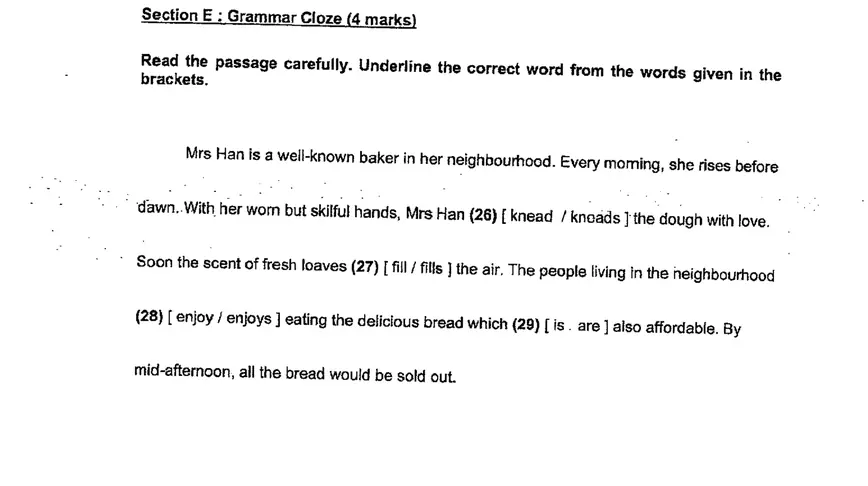 Section E : Grammar Cloze (4 marks)
Read the passage carefully. Underline the correct word from the words given in the
brackets.
Mrs Han is a well-known baker in her neighbourhood. Every morning, she rises before
dawn. With her worn but skilful hands, Mrs Han (26) [ knead / kneads ] the dough with love.
Soon the scent of fresh loaves (27) [ fill / fills ] the air. The people living in the neighbourhood
(28) [ enjoy / enjoys ] eating the delicious bread which (29) [ is . are ] also affordable. By
mid-afternoon, all the bread would be sold out.